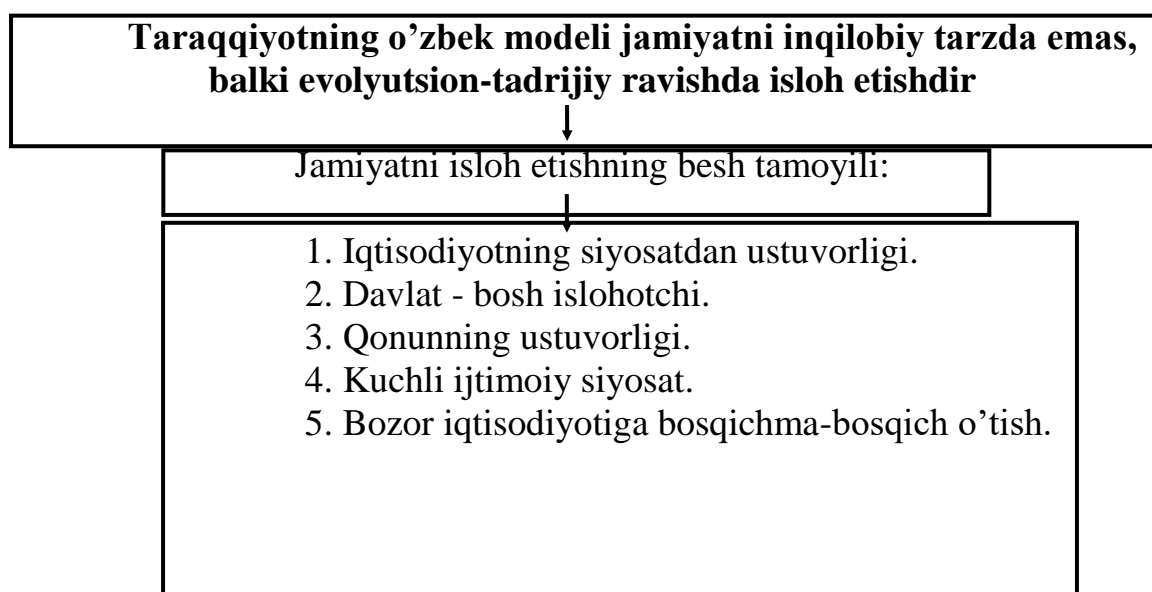 Taraqqiyotning o’zbek modeli jamiyatni inqilobiy tarzda emas,
balki evolyutsion-tadrijiy ravishda isloh etishdir
Jamiyatni isloh etishning besh tamoyili:
1. Iqtisodiyotning siyosatdan ustuvorligi.
2. Davlat - bosh islohotchi.
3. Qonunning ustuvorligi.
4. Kuchli ijtimoiy siyosat.
5. Bozor iqtisodiyotiga bosqichma-bosqich o’tish.